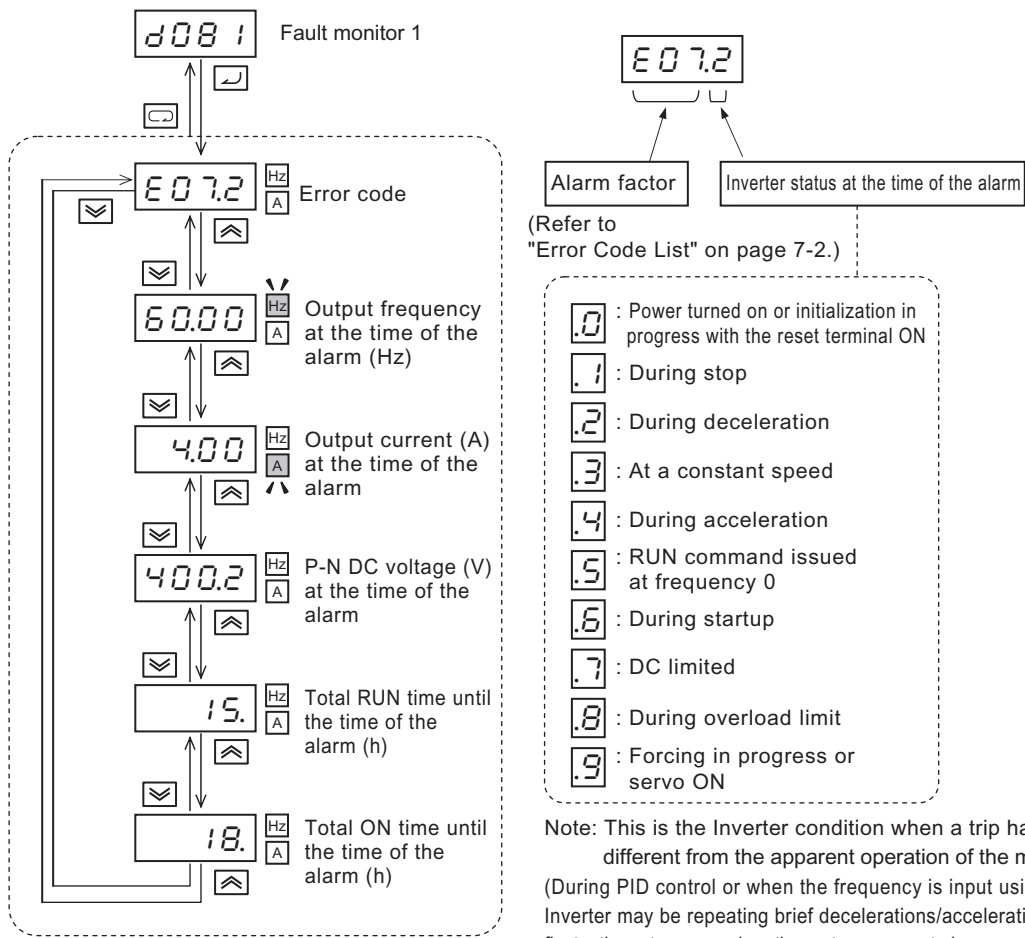 d081 Fault monitor 1
E07.2
Hz
A
Error code
60.00
Hz
A
Output frequency
at the time of the
alarm (Hz)
4.00
Hz
A
Output current (A)
at the time of the
alarm
400.2
Hz
A
P-N DC voltage (V)
at the time of the
alarm
15.
Hz
A
Total RUN time until
the time of the
alarm (h)
18.
Hz
A
Total ON time until
the time of the
alarm (h)
E07.2
Alarm factor
Inverter status at the time of the alarm
(Refer to
"Error Code List" on page 7-2.)
.0 : Power turned on or initialization in
progress with the reset terminal ON
.1 : During stop
.2 : During deceleration
.3 : At a constant speed
.4 : During acceleration
.5 : RUN command issued
at frequency 0
.6 : During startup
.7 : DC limited
.8 : During overload limit
.9 : Forcing in progress or
servo ON
Note: This is the Inverter condition when a trip ha
different from the apparent operation of the m
(During PID control or when the frequency is input usi
Inverter may be repeating brief decelerations/accelerati